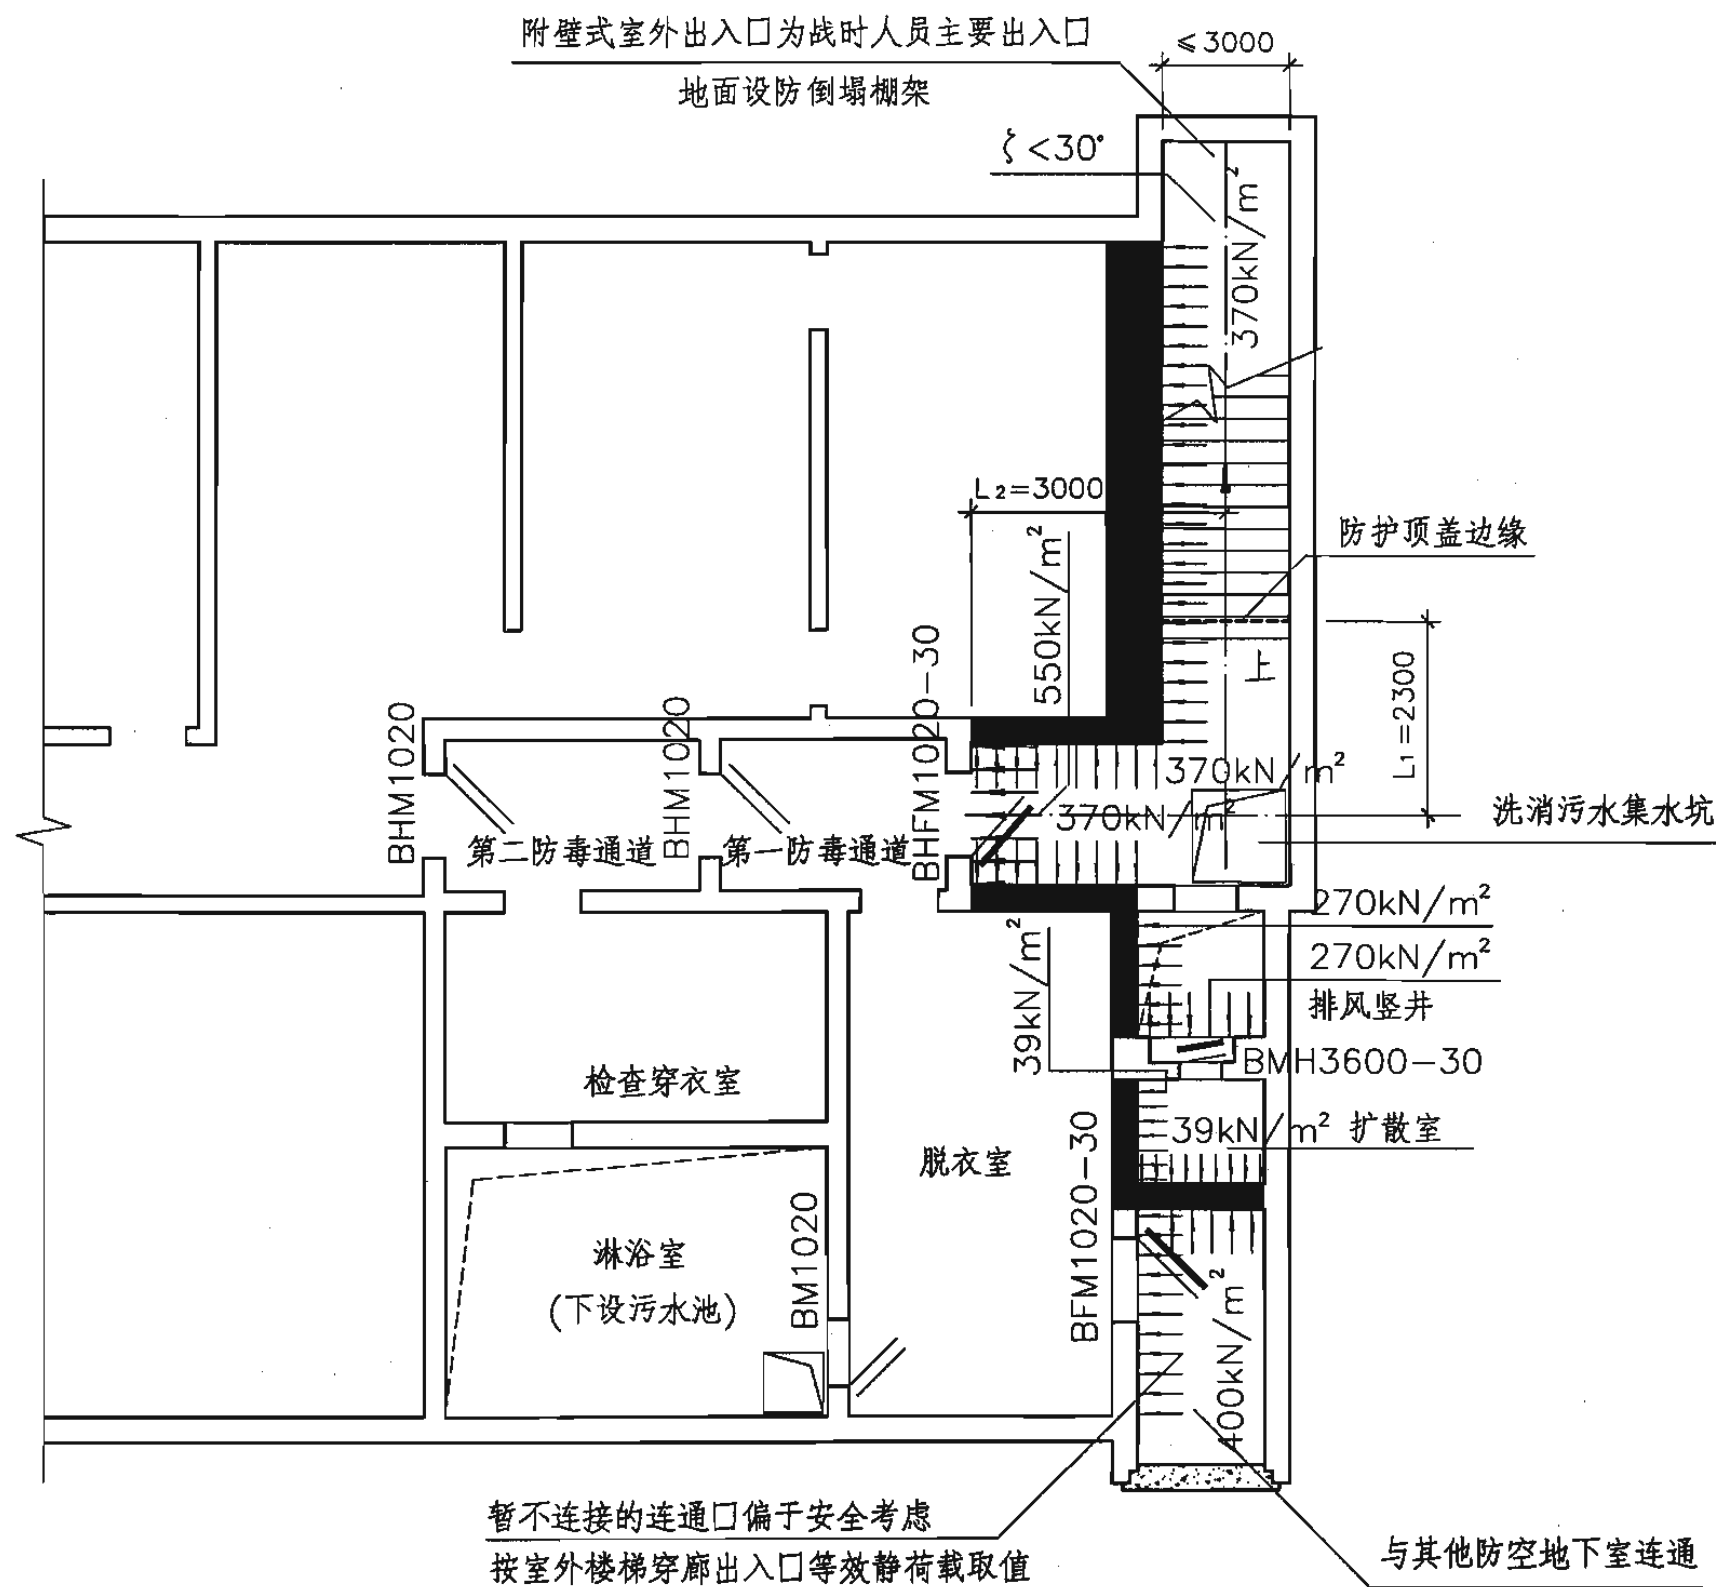 附壁式室外出入口为战时人员主要出入口
地面设防倒塌棚架
≤3000
ξ<30°
370kN/m²
L₂=3000
防护顶盖边缘
550kN/m²
上
L₁=2300
BHFM1020-30
BHM1020
BHM1020
370kN/m²
370kN/m²
洗消污水集水坑
第二防毒通道
第一防毒通道
270kN/m²
270kN/m²
排风竖井
39kN/m²
BMH3600-30
检查穿衣室
39kN/m² 扩散室
脱衣室
BFM1020-30
BM1020
淋浴室
(下设污水池)
400kN/m²
暂不连接的连通口偏于安全考虑
按室外楼梯穿廊出入口等效静荷载取值
与其他防空地下室连通